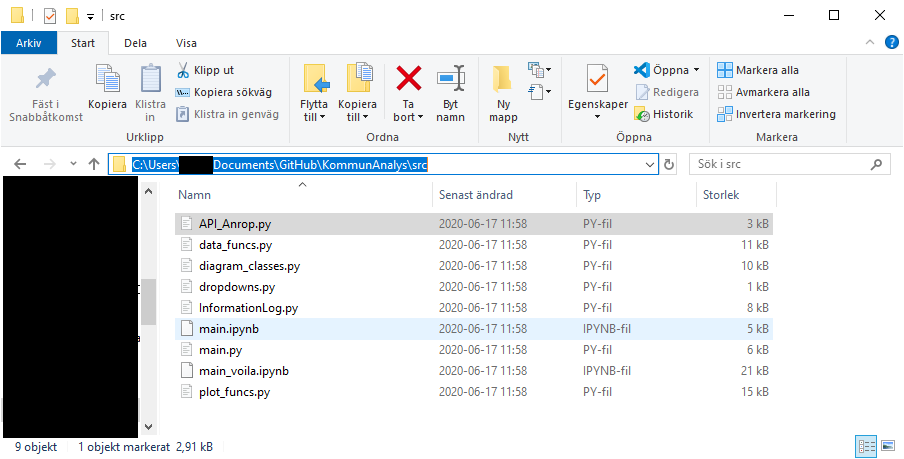 src
Arkiv Start Dela Visa
Fäst i Snabbåtkomst
Kopiera
Klistra in
Klipp ut
Kopiera sökväg
Klistra in genväg
Flytta till
Kopiera till
Ta bort
Byt namn
Ny mapp
Egenskaper
Öppna
Redigera
Historik
Markera alla
Avmarkera alla
Invertera markering
Urklipp Ordna Nytt Öppna Markera
C:\Users\ Documents\GitHub\KommunAnalys\src
Sök i src
Namn Senast ändrad Typ Storlek
API_Anrop.py 2020-06-17 11:58 PY-fil 3 kB
data_funcs.py 2020-06-17 11:58 PY-fil 11 kB
diagram_classes.py 2020-06-17 11:58 PY-fil 10 kB
dropdowns.py 2020-06-17 11:58 PY-fil 1 kB
InformationLog.py 2020-06-17 11:58 PY-fil 8 kB
main.ipynb 2020-06-17 11:58 IPYNB-fil 5 kB
main.py 2020-06-17 11:58 PY-fil 6 kB
main_voila.ipynb 2020-06-17 11:58 IPYNB-fil 21 kB
plot_funcs.py 2020-06-17 11:58 PY-fil 15 kB
9 objekt 1 objekt markerat 2,91 kB